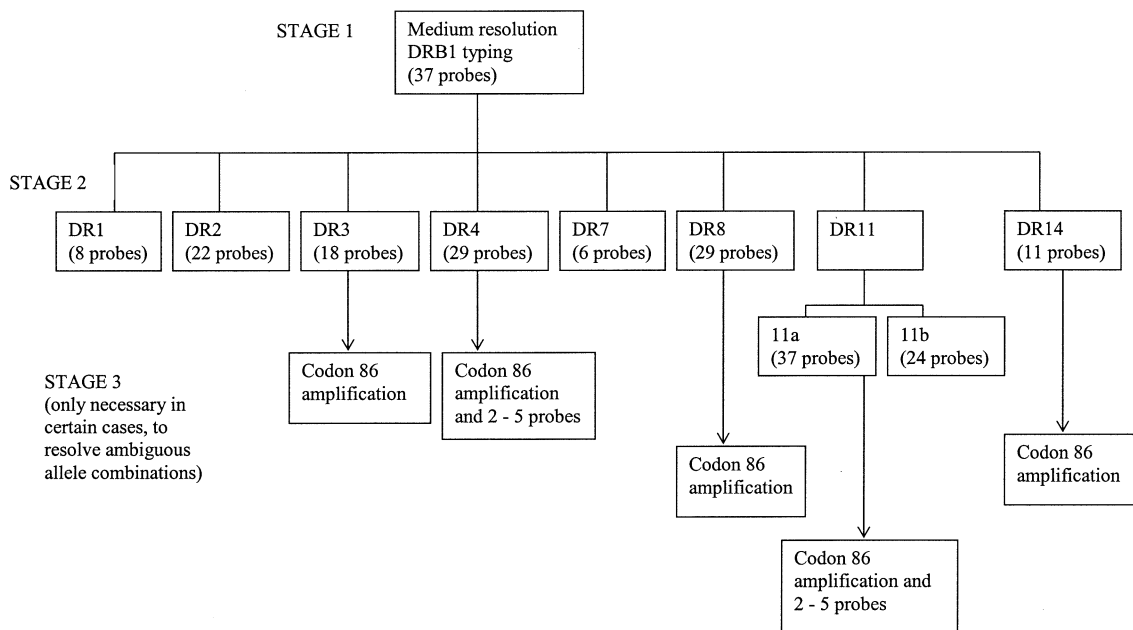 STAGE 1
Medium resolution
DRB1 typing
(37 probes)
STAGE 2
DR1
(8 probes)
DR2
(22 probes)
DR3
(18 probes)
DR4
(29 probes)
DR7
(6 probes)
DR8
(29 probes)
DR11
DR14
(11 probes)
11a
(37 probes)
11b
(24 probes)
STAGE 3
(only necessary in
certain cases, to
resolve ambiguous
allele combinations)
Codon 86
amplification
Codon 86
amplification
and 2 - 5 probes
Codon 86
amplification
Codon 86
amplification and
2 - 5 probes
Codon 86
amplification